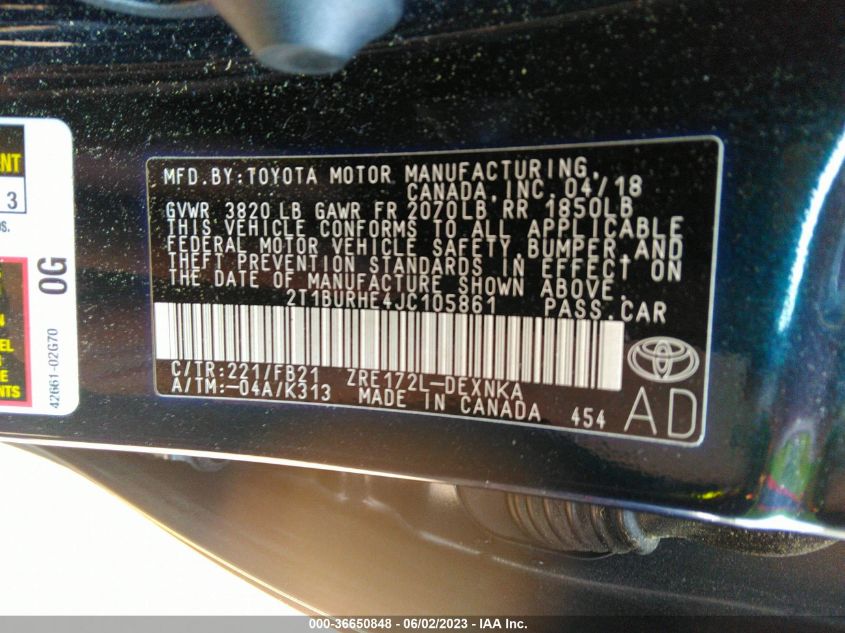 MFD.BY:TOYOTA MOTOR MANUFACTURING,
CANADA, INC. 04/18
GVWR 3820 LB GAWR FR 2070LB RR 1850LB
THIS VEHICLE CONFORMS TO ALL APPLICABLE
FEDERAL MOTOR VEHICLE SAFETY, BUMPER, AND
THEFT PREVENTION STANDARDS IN EFFECT ON
THE DATE OF MANUFACTURE SHOWN ABOVE.
2T1BURHE4JC105861 PASS.CAR
C/TR:221/FB21 ZRE172L-DEXNKA
A/TM:-04A/K313 MADE IN CANADA 454
AD
3
0G
42661-02G70
000-36650848 - 06/02/2023 - IAA Inc.